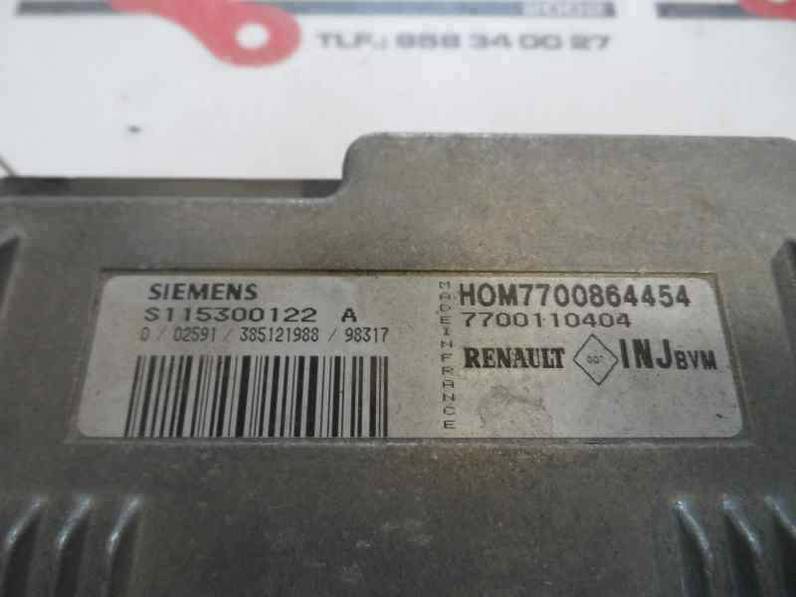 TLF.: 958 34 00 27
SIEMENS
S115300122 A
0 / 02591 / 385121988 / 98317
MADE IN FRANCE
HOM7700864454
7700110404
RENAULT INJ BVM